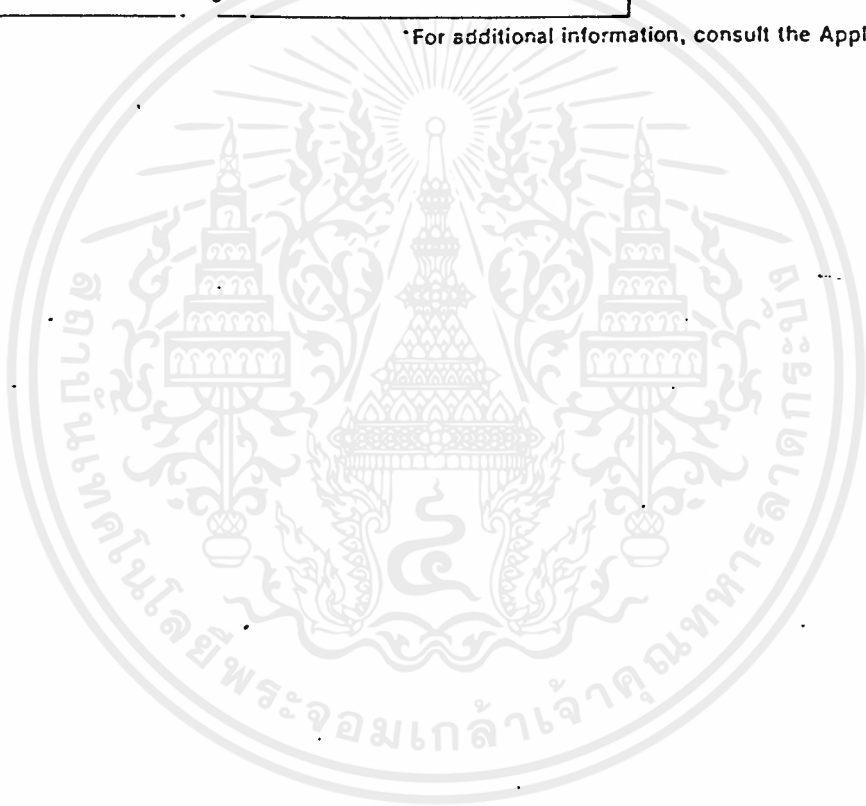 *For additional information, consult the Appl
สถาบันเทคโนโลยีพระจอมเกล้าเจ้าคุณทหารลาดกระบัง